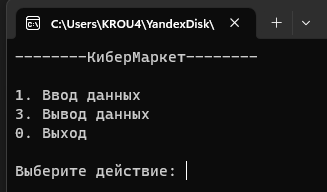 C:\Users\KROU4\YandexDisk\
--------КиберМаркет--------
1. Ввод данных
3. Вывод данных
0. Выход
Выберите действие: